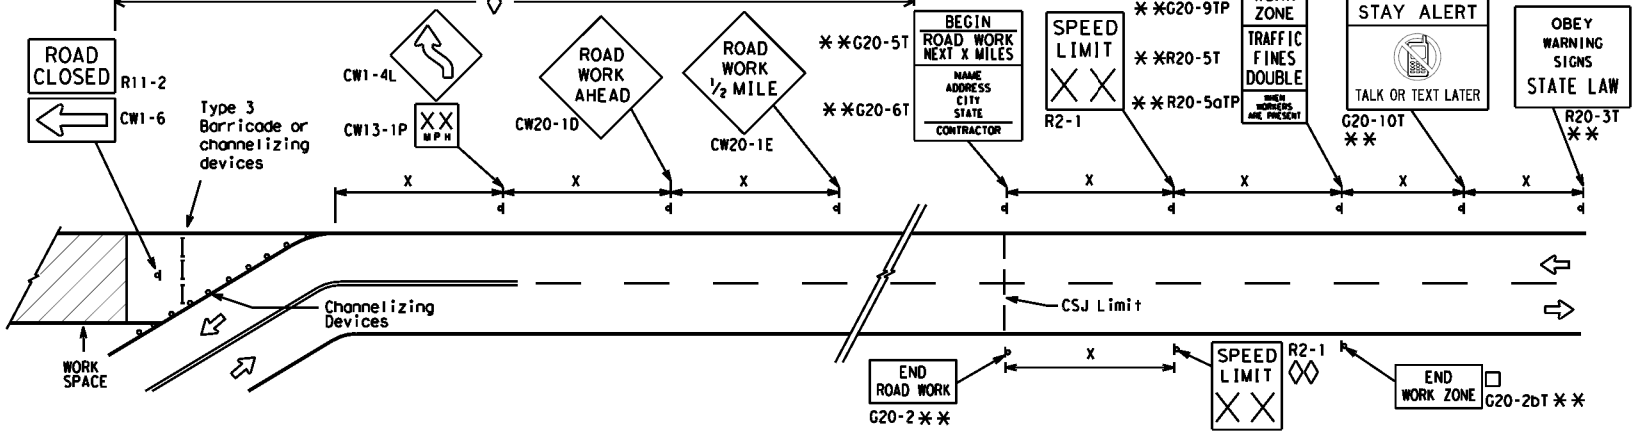 ROAD
CLOSED
R11-2
CW1-6
Type 3
Barricade or
channelizing
devices
CW1-4L
XX
MPH
CW13-1P
ROAD
WORK
AHEAD
CW20-1D
ROAD
WORK
1/2 MILE
CW20-1E
**G20-5T
BEGIN
ROAD WORK
NEXT X MILES
**G20-6T
NAME
ADDRESS
CITY
STATE
CONTRACTOR
SPEED
LIMIT
XX
R2-1
**G20-9TP
ZONE
**R20-5T
TRAFFIC
FINES
DOUBLE
**R20-5aTP
WHEN
WORKERS
ARE PRESENT
STAY ALERT
TALK OR TEXT LATER
G20-10T
**
OBEY
WARNING
SIGNS
STATE LAW
R20-3T
**
X
X
X
X
X
X
X
Channelizing
Devices
CSJ Limit
WORK
SPACE
END
ROAD WORK
G20-2**
X
SPEED
LIMIT
XX
R2-1
END
WORK ZONE
G20-2bT**